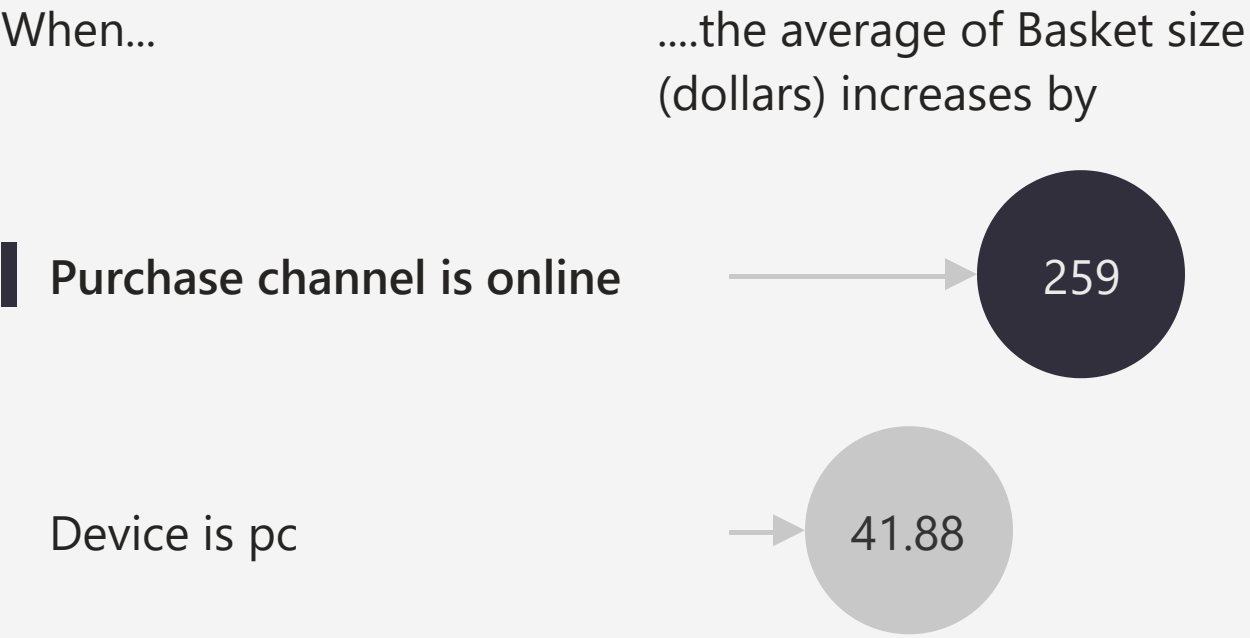 When...
....the average of Basket size
(dollars) increases by
Purchase channel is online
259
Device is pc
41.88